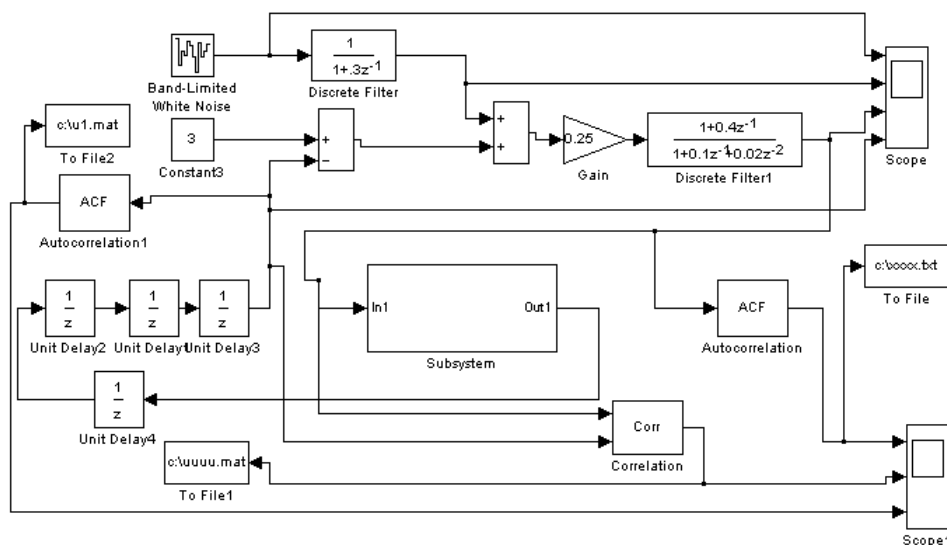 1
1+.3z-1
Band-Limited
White Noise
Discrete Filter
c:\u1.mat
To File2
3
Constant3
+
−
+
+
0.25
Gain
1+0.4z-1
1+0.1z-1+0.02z-2
Discrete Filter1
Scope
ACF
Autocorrelation1
c:\xxxx.txt
To File
1
z
Unit Delay2
1
z
Unit Delay1
1
z
Unit Delay3
In1
Out1
Subsystem
ACF
Autocorrelation
1
z
Unit Delay4
Corr
Correlation
c:\uuuu.mat
To File1
Scope1